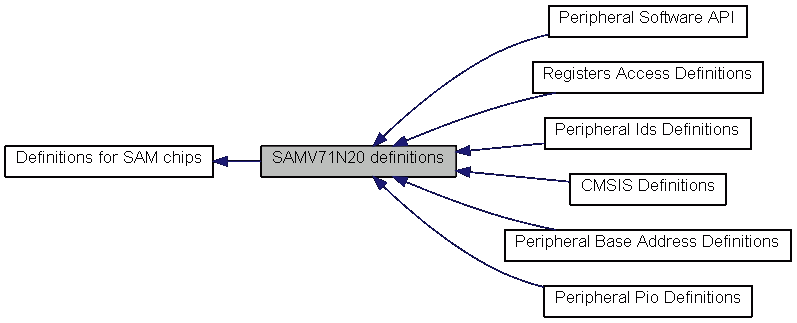 Peripheral Software API
Registers Access Definitions
Peripheral Ids Definitions
Definitions for SAM chips
SAMV71N20 definitions
CMSIS Definitions
Peripheral Base Address Definitions
Peripheral Pio Definitions